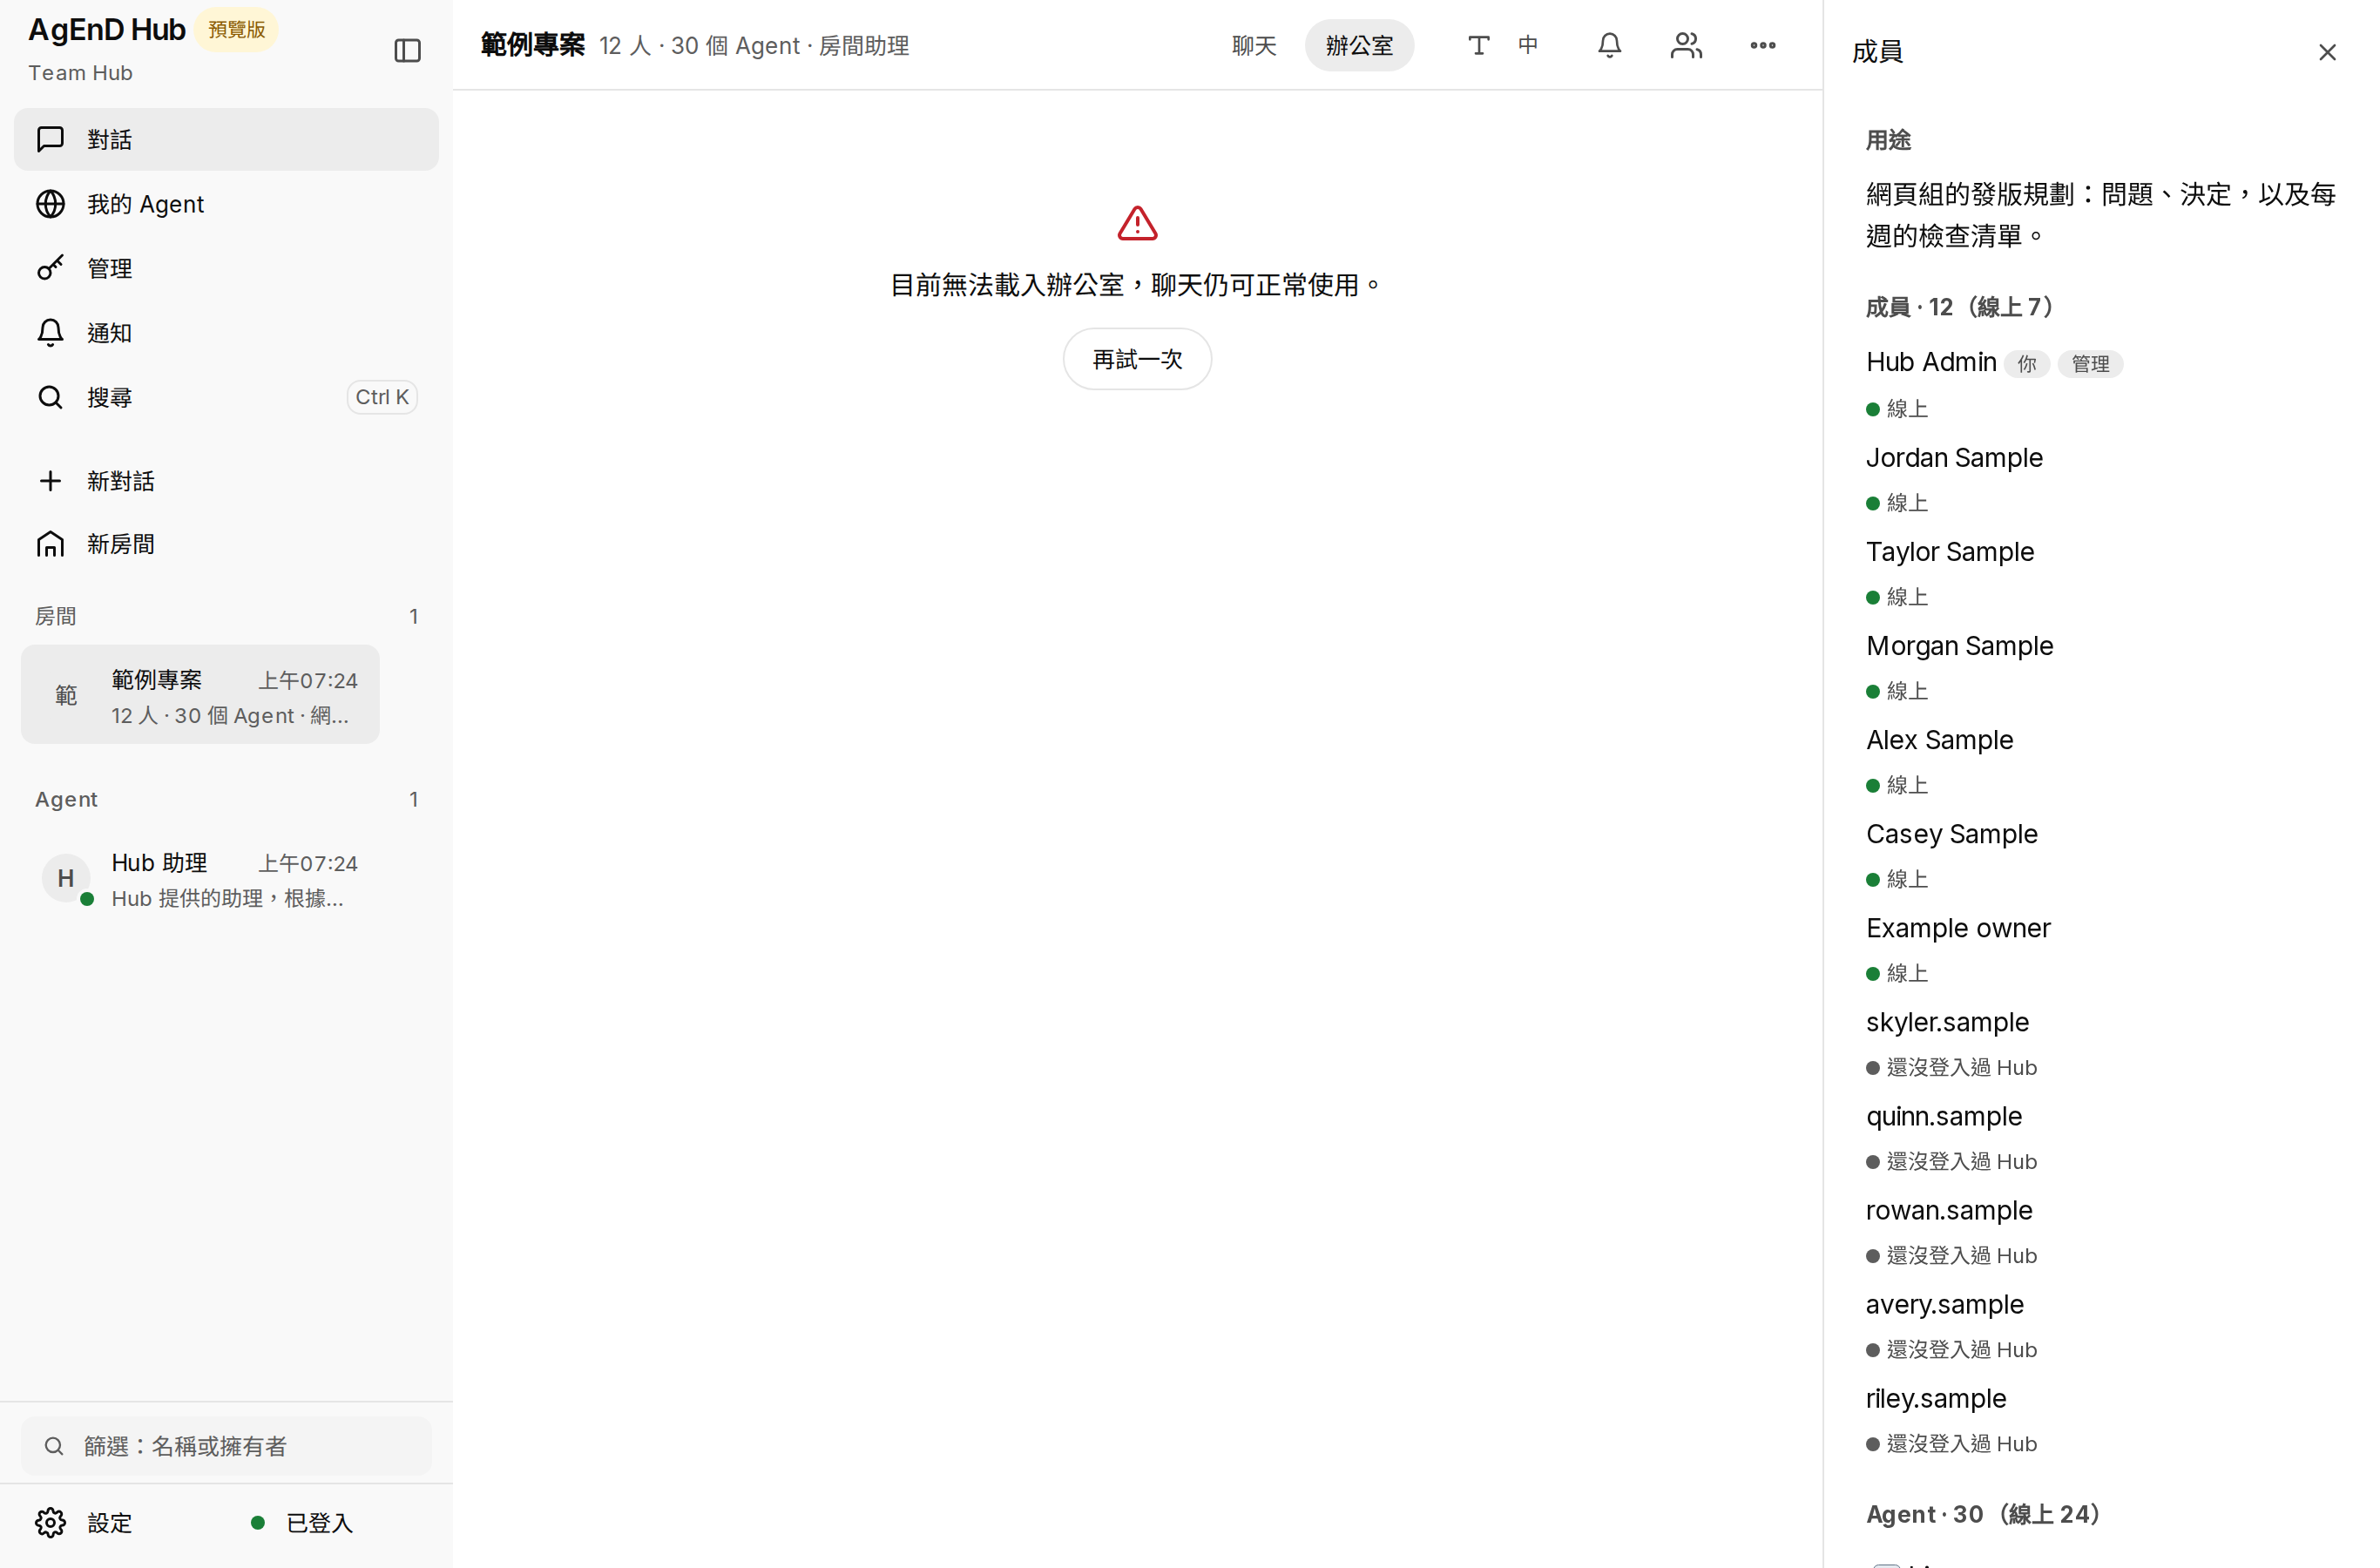 AgEnD Hub 預覽版
Team Hub
對話
我的 Agent
管理
通知
搜尋 Ctrl K
新對話
新房間
房間 1
範 範例專案 上午07:24
12 人 · 30 個 Agent · 網...
Agent 1
H Hub 助理 上午07:24
Hub 提供的助理，根據...
篩選：名稱或擁有者
設定 已登入
範例專案 12 人 · 30 個 Agent · 房間助理 聊天 辦公室 中
目前無法載入辦公室，聊天仍可正常使用。
再試一次
成員
用途
網頁組的發版規劃：問題、決定，以及每
週的檢查清單。
成員 · 12（線上 7）
Hub Admin 你 管理
線上
Jordan Sample
線上
Taylor Sample
線上
Morgan Sample
線上
Alex Sample
線上
Casey Sample
線上
Example owner
線上
skyler.sample
還沒登入過 Hub
quinn.sample
還沒登入過 Hub
rowan.sample
還沒登入過 Hub
avery.sample
還沒登入過 Hub
riley.sample
還沒登入過 Hub
Agent · 30（線上 24）